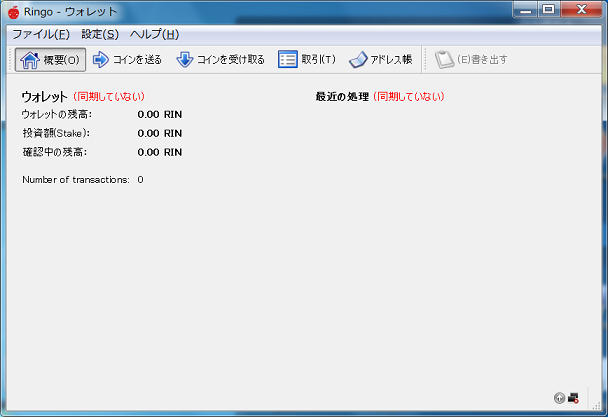 Ringo - ウォレット
ファイル(F) 設定(S) ヘルプ(H)
概要(O) コインを送る コインを受け取る 取引(T) アドレス帳 (E)書き出す
ウォレット (同期していない) 最近の処理 (同期していない)
ウォレットの残高: 0.00 RIN
投資額(Stake): 0.00 RIN
確認中の残高: 0.00 RIN
Number of transactions: 0